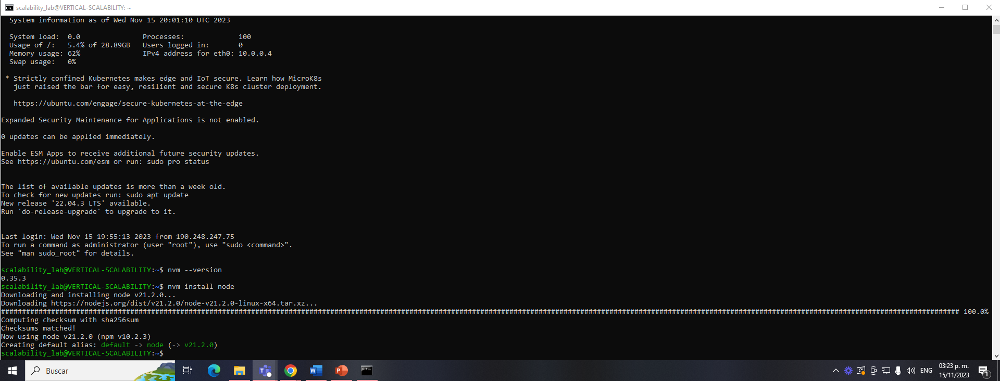 scalability_lab@VERTICAL-SCALABILITY: ~
System information as of Wed Nov 15 20:01:10 UTC 2023
System load:  0.0               Processes:             100
Usage of /:   5.4% of 28.89GB   Users logged in:       0
Memory usage: 62%               IPv4 address for eth0: 10.0.0.4
Swap usage:   0%
* Strictly confined Kubernetes makes edge and IoT secure. Learn how MicroK8s
just raised the bar for easy, resilient and secure K8s cluster deployment.
https://ubuntu.com/engage/secure-kubernetes-at-the-edge
Expanded Security Maintenance for Applications is not enabled.
0 updates can be applied immediately.
Enable ESM Apps to receive additional future security updates.
See https://ubuntu.com/esm or run: sudo pro status
The list of available updates is more than a week old.
To check for new updates run: sudo apt update
New release '22.04.3 LTS' available.
Run 'do-release-upgrade' to upgrade to it.
Last login: Wed Nov 15 19:55:13 2023 from 190.248.247.75
To run a command as administrator (user "root"), use "sudo <command>".
See "man sudo_root" for details.
scalability_lab@VERTICAL-SCALABILITY:~$ nvm --version
0.35.3
scalability_lab@VERTICAL-SCALABILITY:~$ nvm install node
Downloading and installing node v21.2.0...
Downloading https://nodejs.org/dist/v21.2.0/node-v21.2.0-linux-x64.tar.xz...
######################################################################################################################################################################################################################################## 100.0%
Computing checksum with sha256sum
Checksums matched!
Now using node v21.2.0 (npm v10.2.3)
Creating default alias: default -> node (-> v21.2.0)
scalability_lab@VERTICAL-SCALABILITY:~$
Buscar
ENG
03:23 p. m.
15/11/2023
1